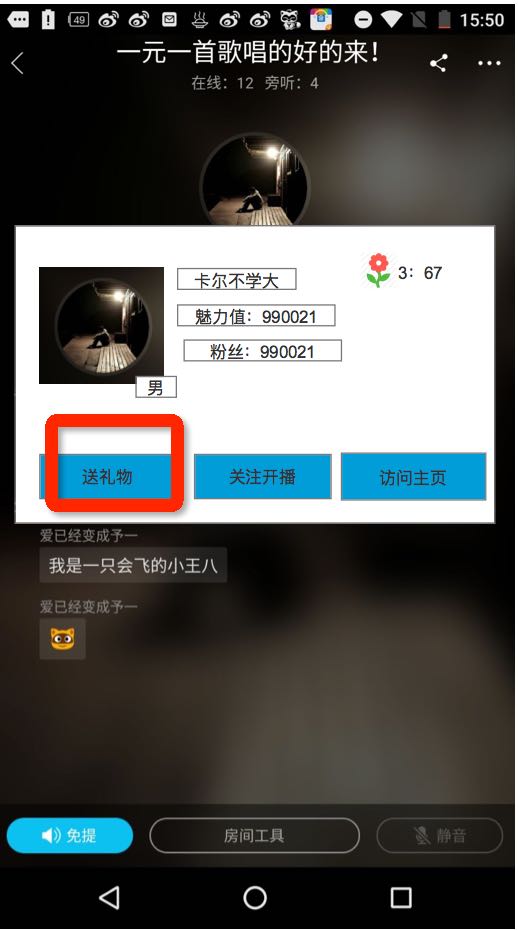 49
15:50
一元一首歌唱的好的来！
在线：12 旁听：4
卡尔不学大
3：67
魅力值：990021
粉丝：990021
男
送礼物
关注开播
访问主页
爱已经变成予一
我是一只会飞的小王八
爱已经变成予一
免提
房间工具
静音